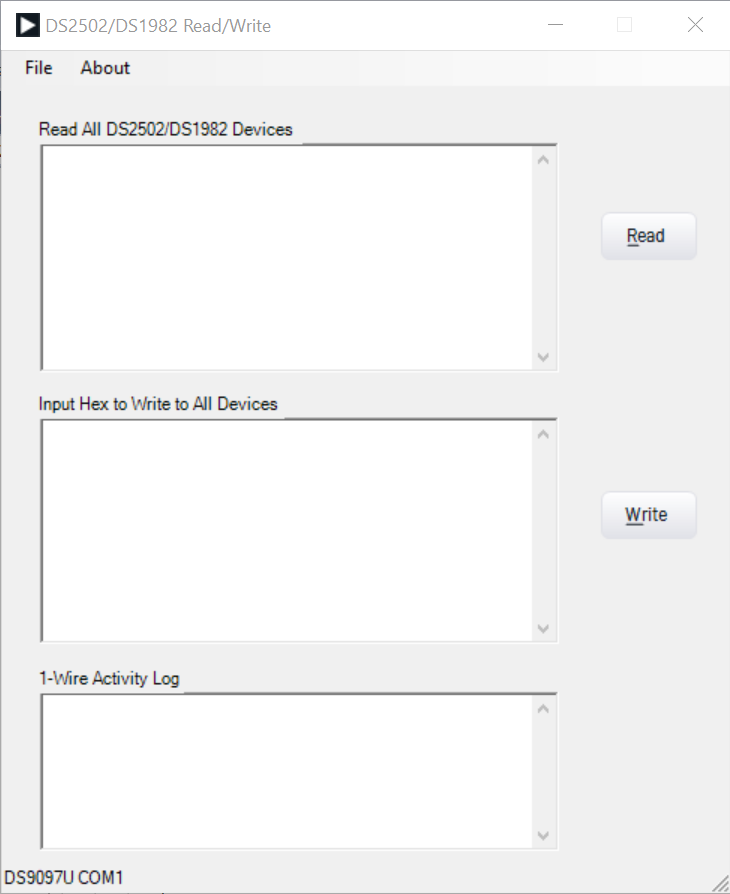 DS2502/DS1982 Read/Write
File About
Read All DS2502/DS1982 Devices
Read
Input Hex to Write to All Devices
Write
1-Wire Activity Log
DS9097U COM1